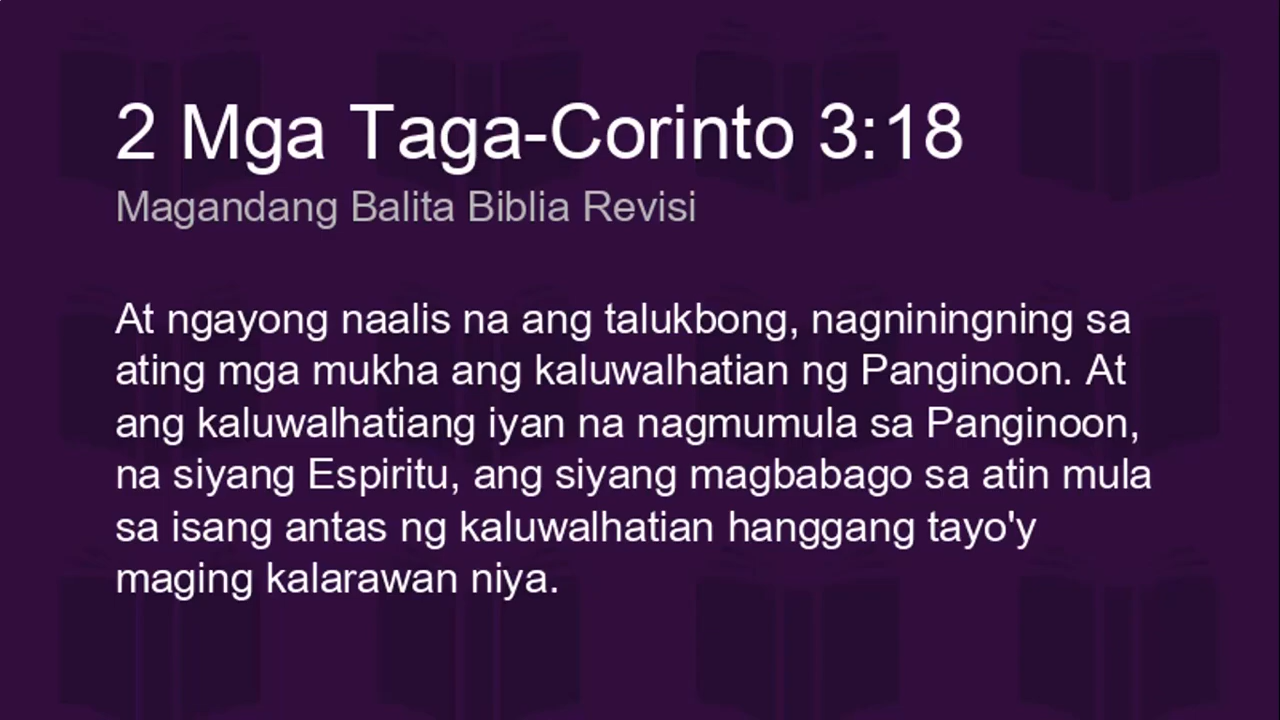 2 Mga Taga-Corinto 3:18
Magandang Balita Biblia Revisi
At ngayong naalis na ang talukbong, nagniningning sa
ating mga mukha ang kaluwalhatian ng Panginoon. At
ang kaluwalhatiang iyan na nagmumula sa Panginoon,
na siyang Espiritu, ang siyang magbabago sa atin mula
sa isang antas ng kaluwalhatian hanggang tayo'y
maging kalarawan niya.